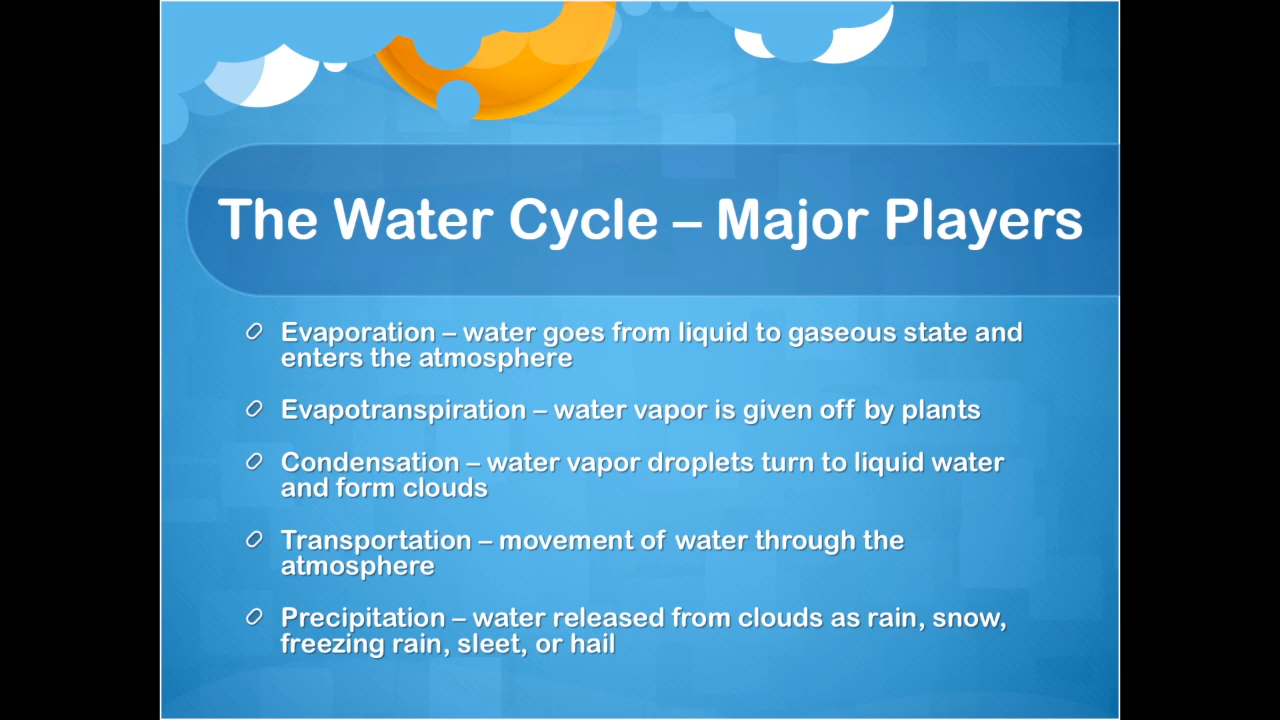 The Water Cycle – Major Players
Evaporation – water goes from liquid to gaseous state and
enters the atmosphere
Evapotranspiration – water vapor is given off by plants
Condensation – water vapor droplets turn to liquid water
and form clouds
Transportation – movement of water through the
atmosphere
Precipitation – water released from clouds as rain, snow,
freezing rain, sleet, or hail